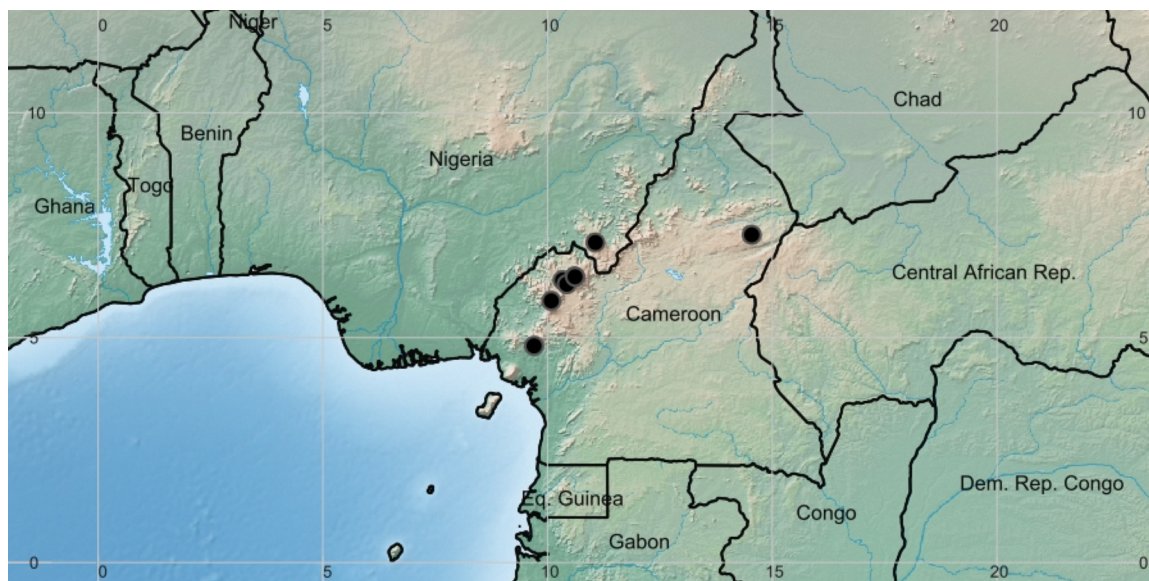 0 Niger 5 10 15 20
10 Chad 10
Benin
Nigeria
Togo
Ghana
Central African Rep.
Cameroon
5 5
Dem. Rep. Congo
Eq. Guinea
Congo
Gabon
0 0
0 5 10 15 20